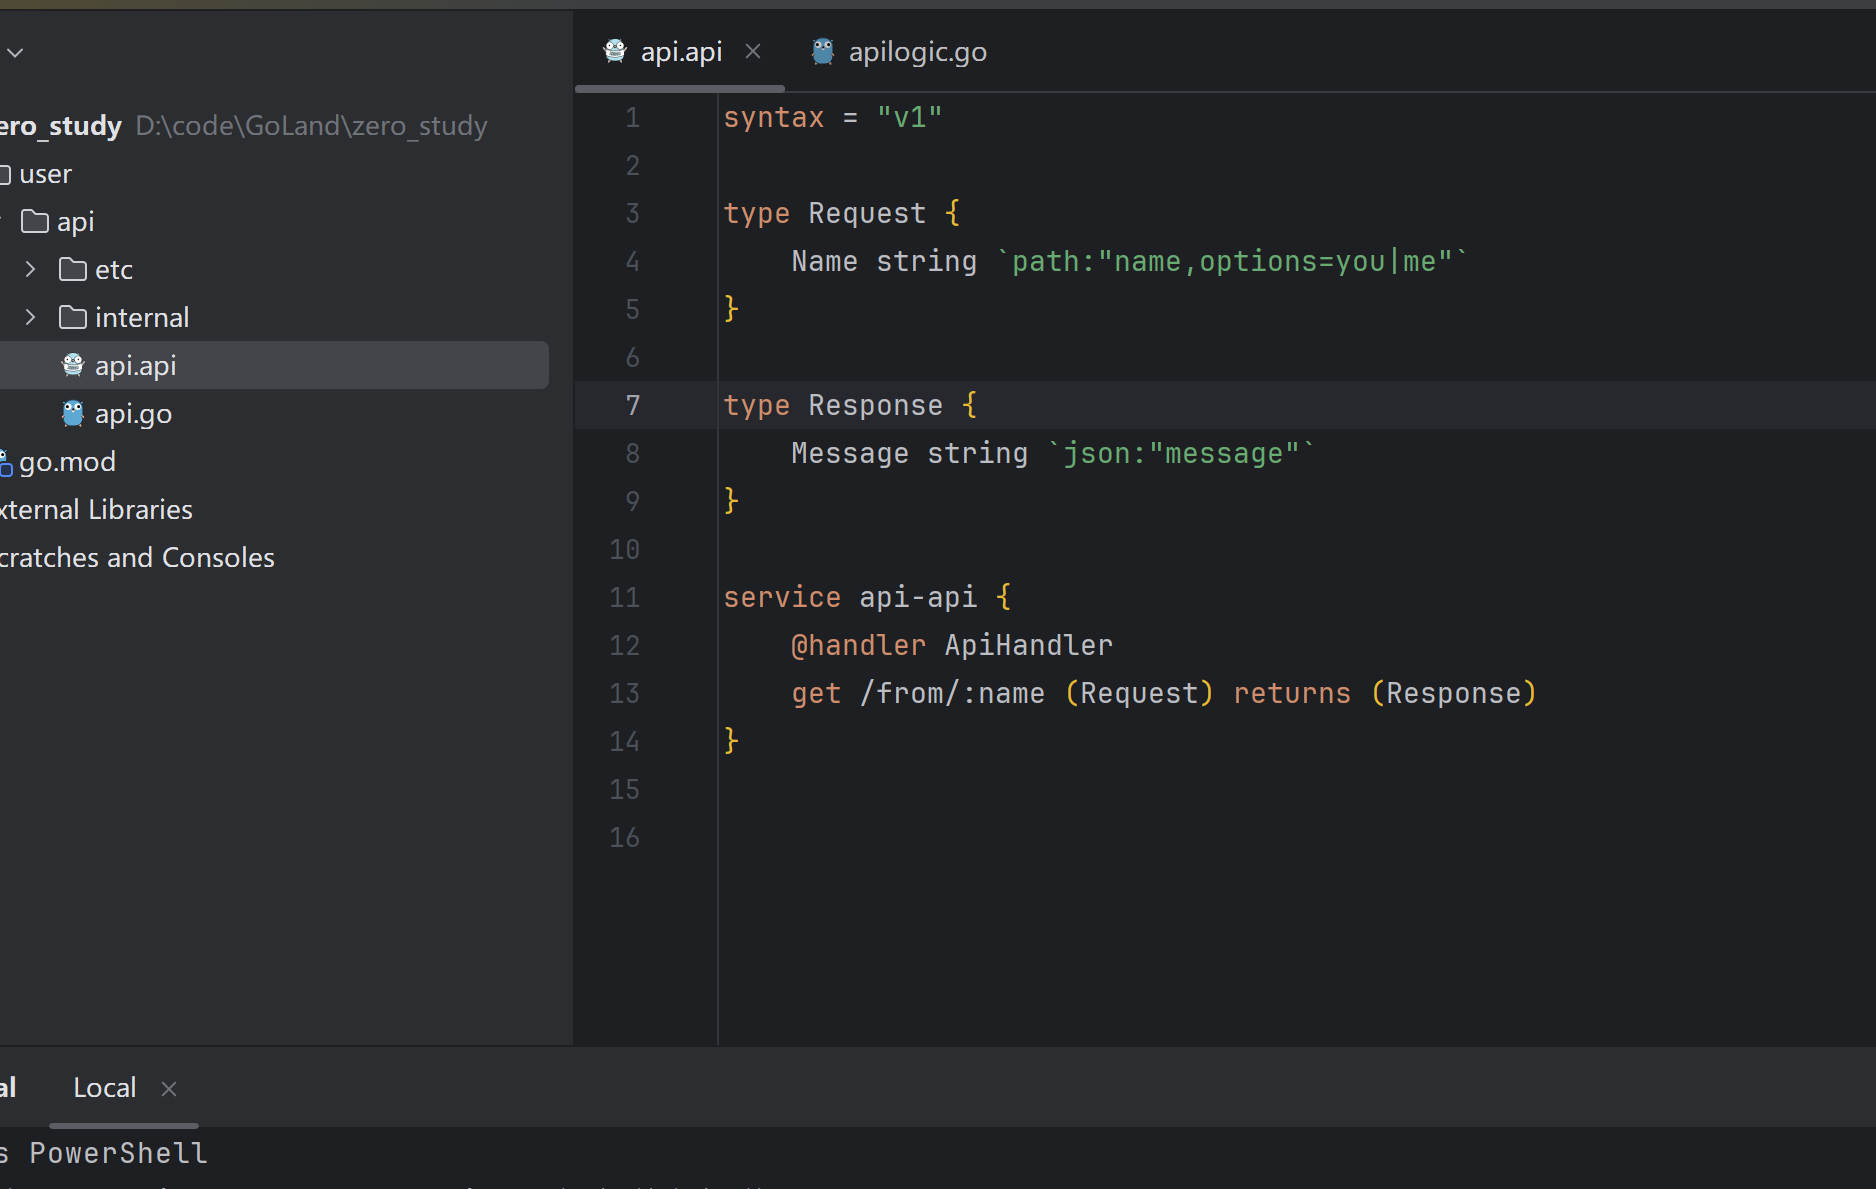 api.api
apilogic.go
ero_study D:\code\GoLand\zero_study
user
api
etc
internal
api.api
api.go
go.mod
xternal Libraries
cratches and Consoles
1 syntax = "v1"
2
3 type Request {
4 Name string `path:"name,options=you|me"`
5 }
6
7 type Response {
8 Message string `json:"message"`
9 }
10
11 service api-api {
12 @handler ApiHandler
13 get /from/:name (Request) returns (Response)
14 }
15
16
al Local
s PowerShell